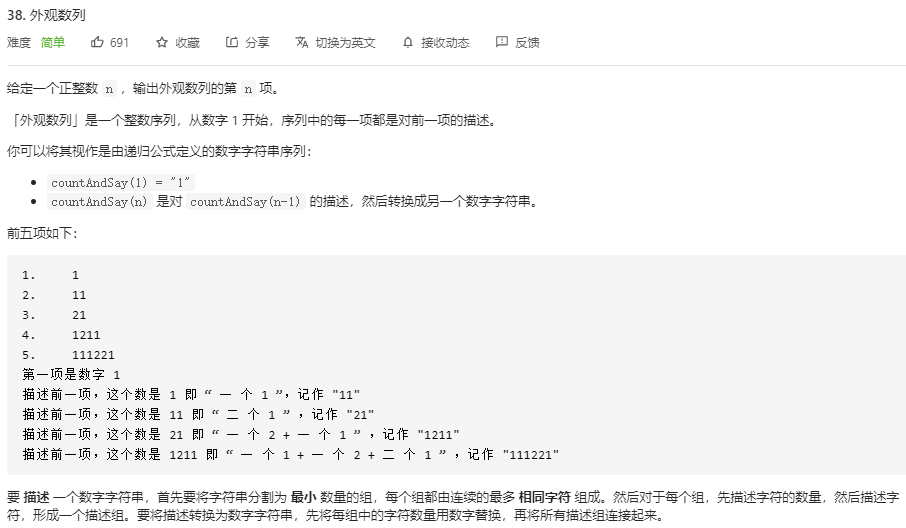 38. 外观数列
难度 简单 691 收藏 分享 切换为英文 接收动态 反馈
给定一个正整数 n ，输出外观数列的第 n 项。
「外观数列」是一个整数序列，从数字 1 开始，序列中的每一项都是对前一项的描述。
你可以将其视作是由递归公式定义的数字字符串序列：
• countAndSay(1) = "1"
• countAndSay(n) 是对 countAndSay(n-1) 的描述，然后转换成另一个数字字符串。
前五项如下：
1. 1
2. 11
3. 21
4. 1211
5. 111221
第一项是数字 1
描述前一项，这个数是 1 即 “ 一 个 1 ”，记作 "11"
描述前一项，这个数是 11 即 “ 二 个 1 ” ，记作 "21"
描述前一项，这个数是 21 即 “ 一 个 2 + 一 个 1 ” ，记作 "1211"
描述前一项，这个数是 1211 即 “ 一 个 1 + 一 个 2 + 二 个 1 ” ，记作 "111221"
要 描述 一个数字字符串，首先要将字符串分割为 最小 数量的组，每个组都由连续的最多 相同字符 组成。然后对于每个组，先描述字符的数量，然后描述字
符，形成一个描述组。要将描述转换为数字字符串，先将每组中的字符数量用数字替换，再将所有描述组连接起来。